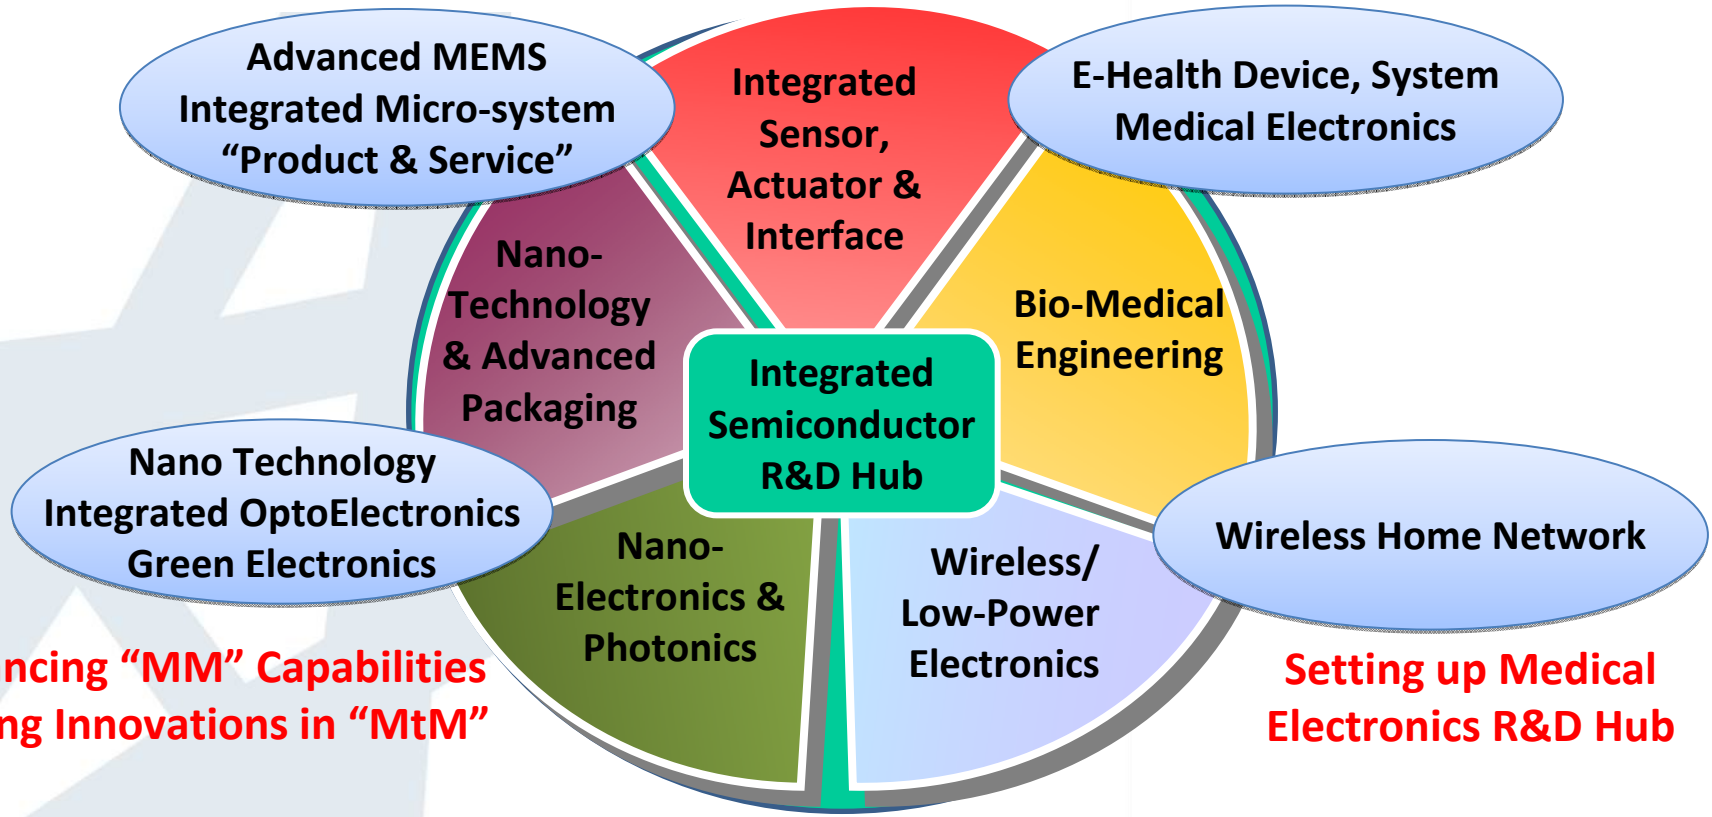 Advanced MEMS
Integrated Micro-system
“Product & Service”
Integrated
Sensor,
Actuator &
Interface
E-Health Device, System
Medical Electronics
Nano-
Technology
& Advanced
Packaging
Bio-Medical
Engineering
Integrated
Semiconductor
R&D Hub
Nano Technology
Integrated OptoElectronics
Green Electronics
Nano-
Electronics &
Photonics
Wireless/
Low-Power
Electronics
Wireless Home Network
“MM” Capabilities
Innovations in “MtM”
Setting up Medical
Electronics R&D Hub